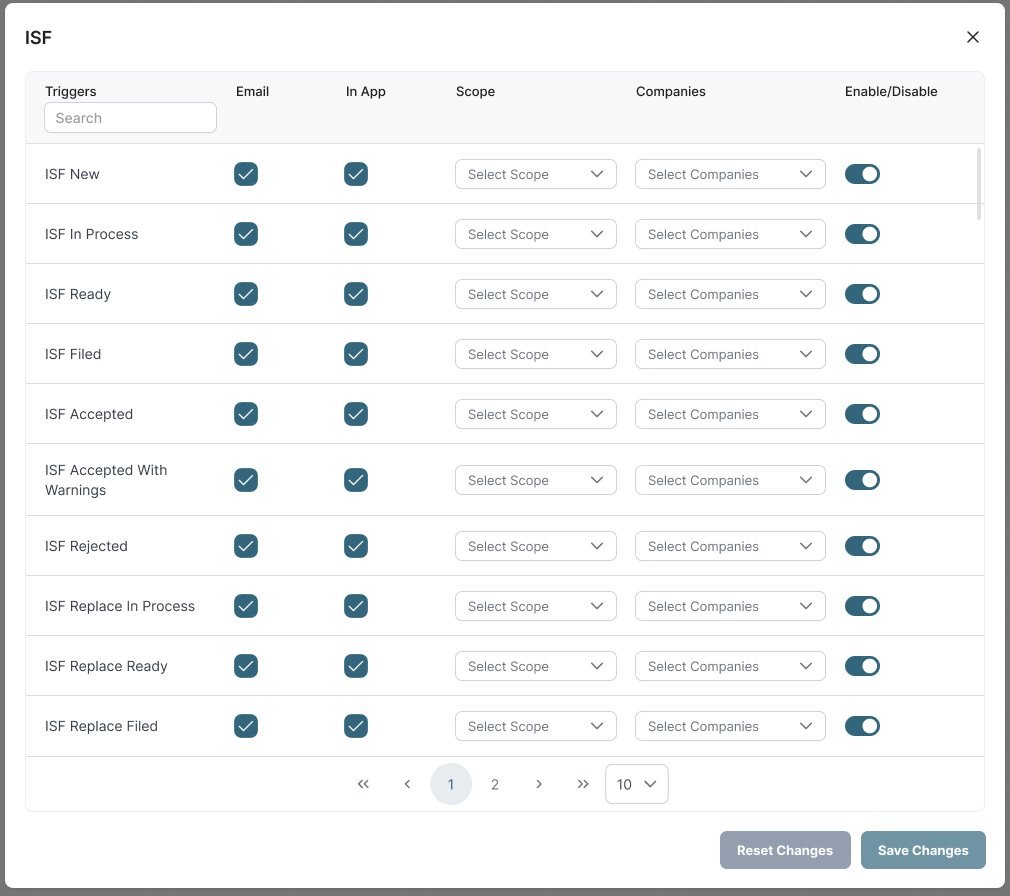 ISF
Triggers Email In App Scope Companies Enable/Disable
Search
ISF New Select Scope Select Companies
ISF In Process Select Scope Select Companies
ISF Ready Select Scope Select Companies
ISF Filed Select Scope Select Companies
ISF Accepted Select Scope Select Companies
ISF Accepted With
Warnings Select Scope Select Companies
ISF Rejected Select Scope Select Companies
ISF Replace In Process Select Scope Select Companies
ISF Replace Ready Select Scope Select Companies
ISF Replace Filed Select Scope Select Companies
1 2 10
Reset Changes Save Changes